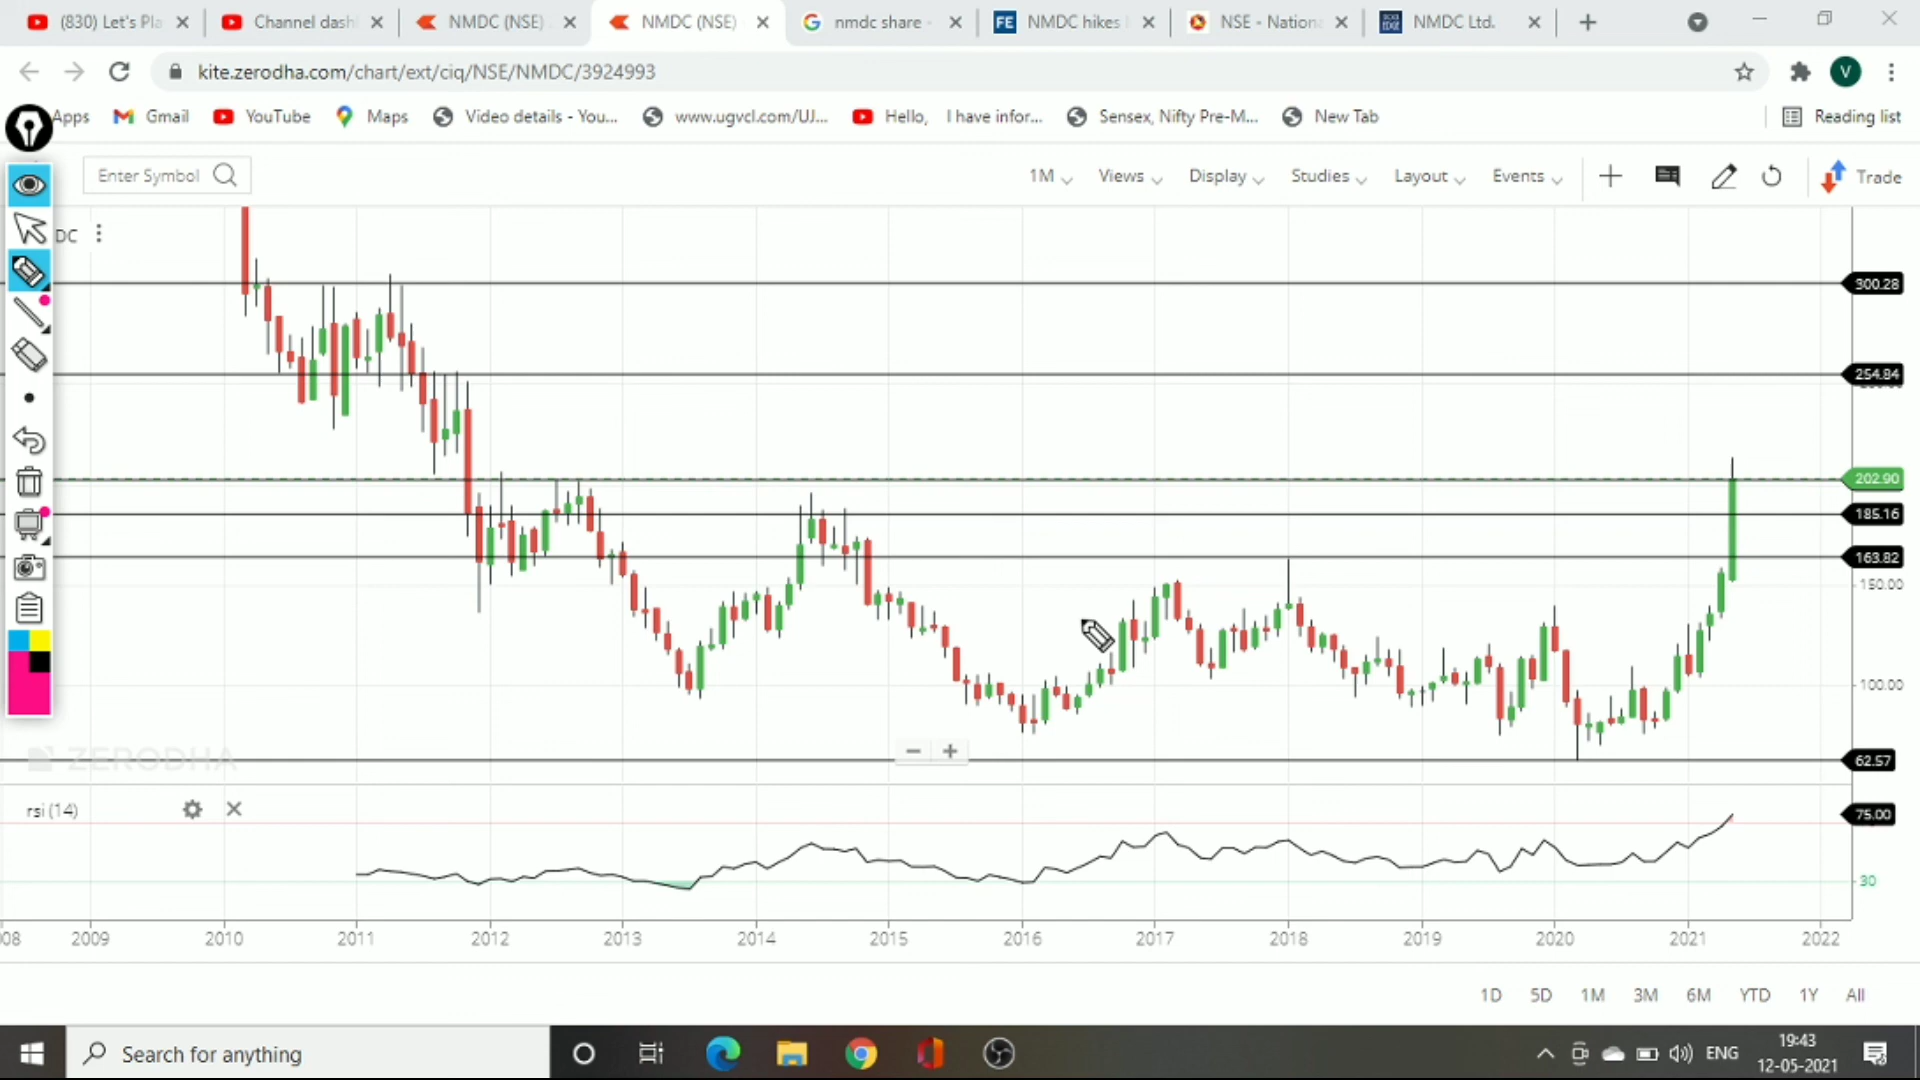 (830) Let's Pla
Channel dash
NMDC (NSE)
NMDC (NSE)
nmdc share -
NMDC hikes
NSE - Nationa
NMDC Ltd.
kite.zerodha.com/chart/ext/ciq/NSE/NMDC/3924993
V
Apps
Gmail
YouTube
Maps
Video details - You...
www.ugvcl.com/UJ...
Hello, I have infor...
Sensex, Nifty Pre-M...
New Tab
Reading list
Enter Symbol
1M
Views
Display
Studies
Layout
Events
Trade
DC
300.28
254.84
202.90
185.16
163.82
150.00
100.00
62.57
ZERODHA
rsi (14)
75.00
30
08 2009 2010 2011 2012 2013 2014 2015 2016 2017 2018 2019 2020 2021 2022
1D 5D 1M 3M 6M YTD 1Y All
Search for anything
ENG
19:43
12-05-2021